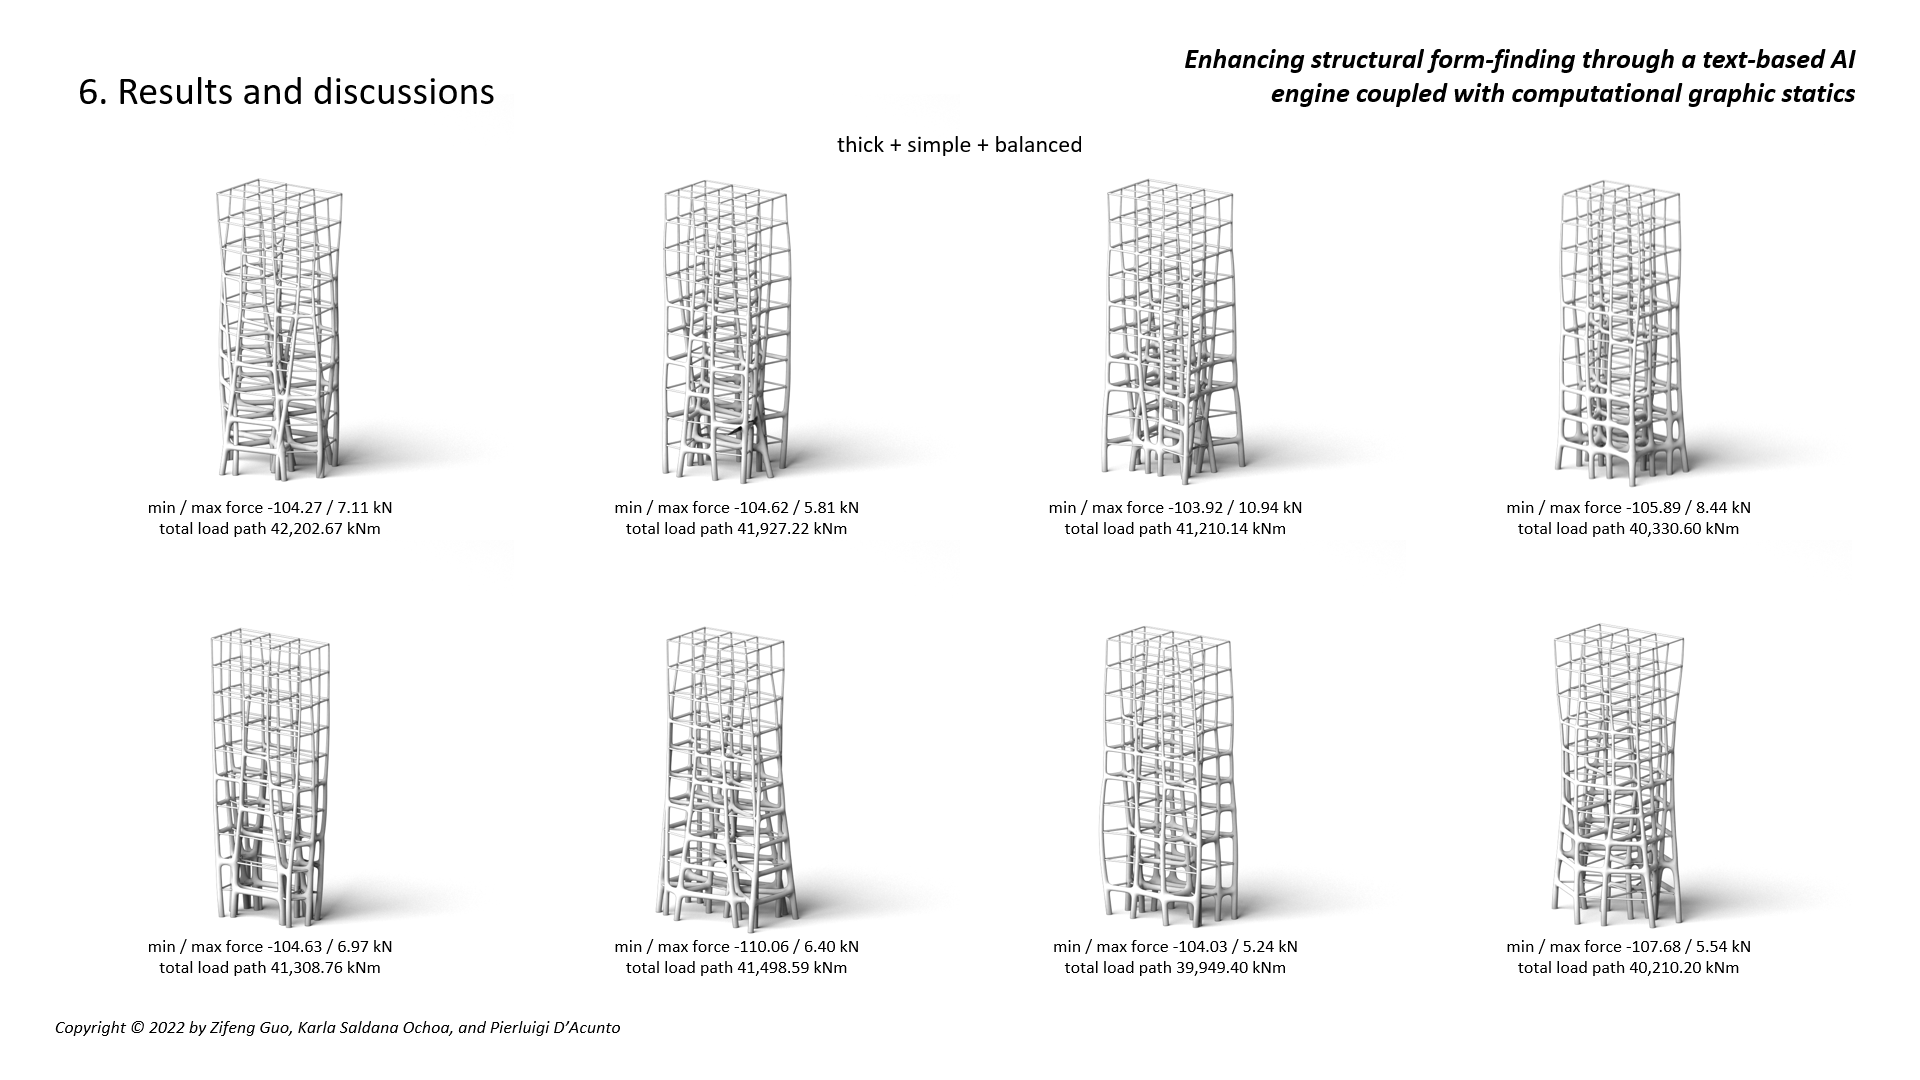 6. Results and discussions
Enhancing structural form-finding through a text-based AI
engine coupled with computational graphic statics
thick + simple + balanced
min / max force -104.27 / 7.11 kN
total load path 42,202.67 kNm
min / max force -104.62 / 5.81 kN
total load path 41,927.22 kNm
min / max force -103.92 / 10.94 kN
total load path 41,210.14 kNm
min / max force -105.89 / 8.44 kN
total load path 40,330.60 kNm
min / max force -104.63 / 6.97 kN
total load path 41,308.76 kNm
min / max force -110.06 / 6.40 kN
total load path 41,498.59 kNm
min / max force -104.03 / 5.24 kN
total load path 39,949.40 kNm
min / max force -107.68 / 5.54 kN
total load path 40,210.20 kNm
Copyright © 2022 by Zifeng Guo, Karla Saldana Ochoa, and Pierluigi D’Acunto